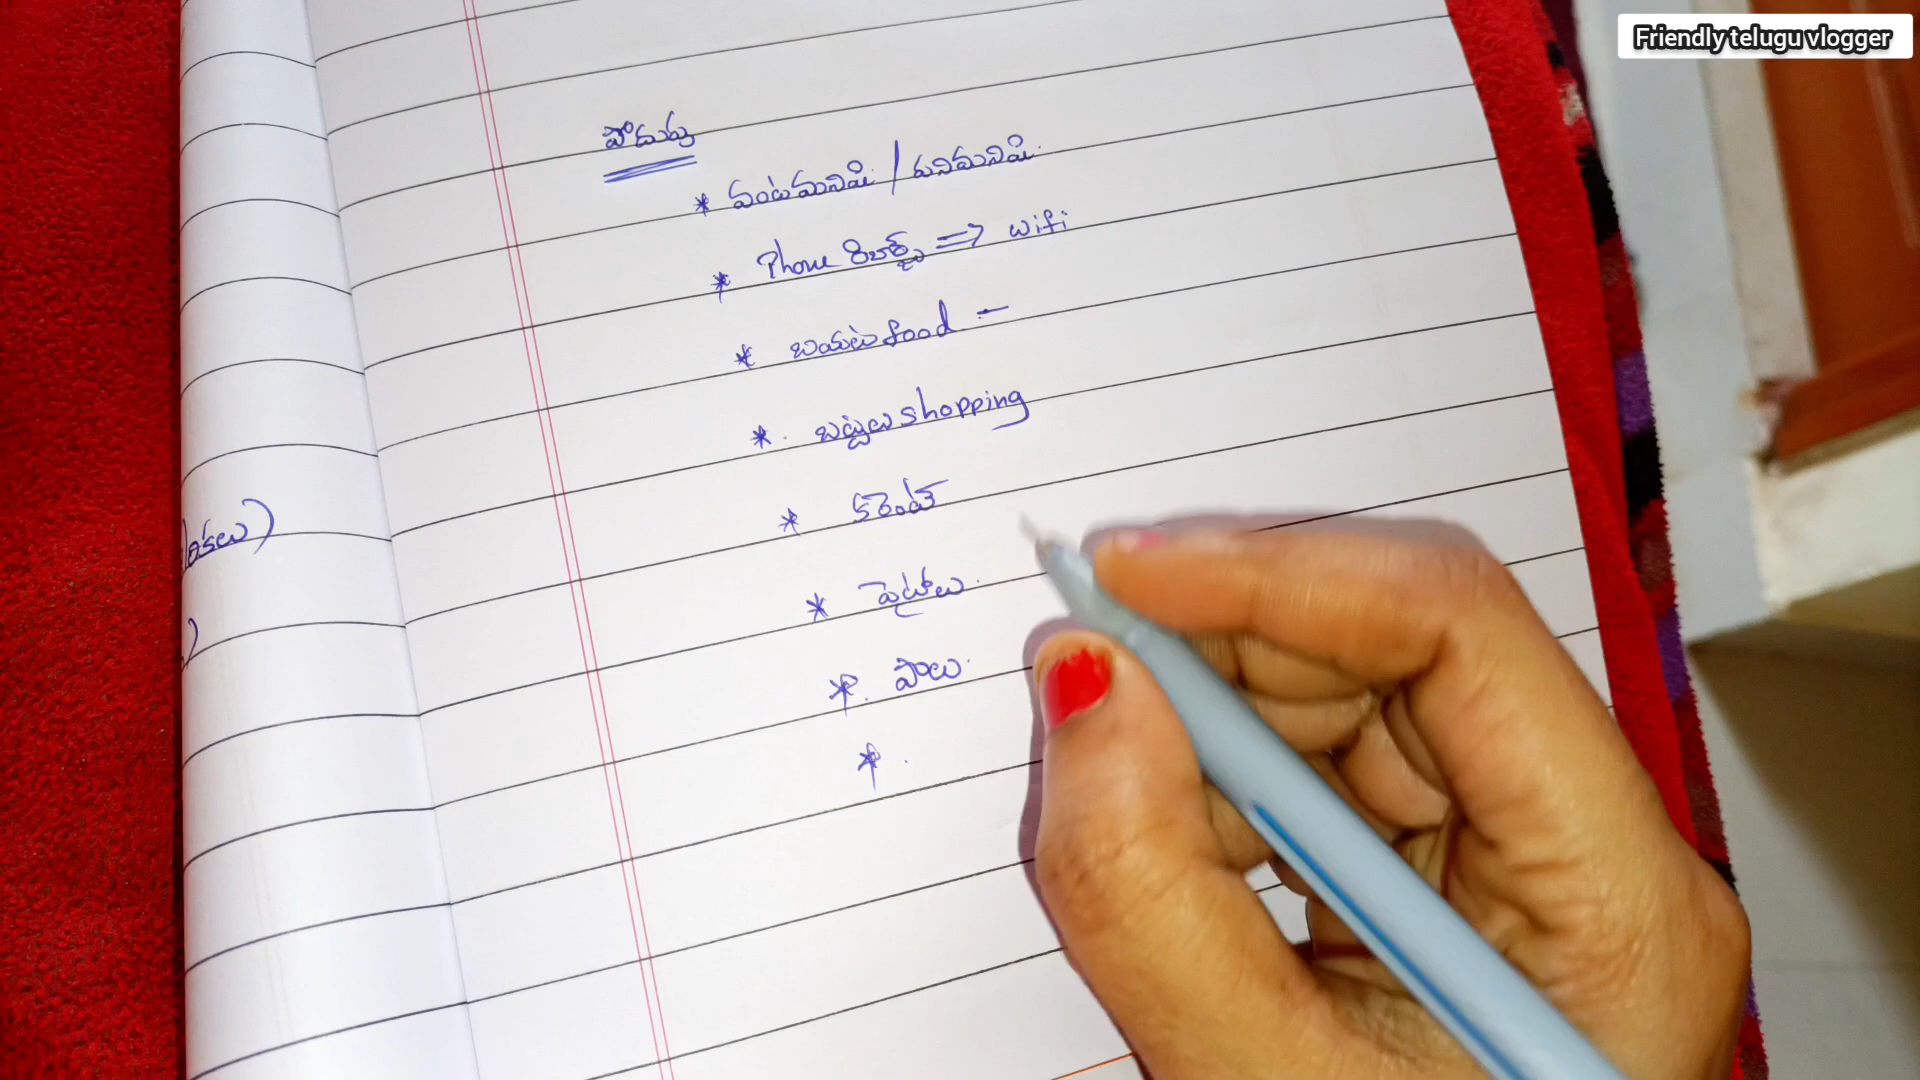 Friendly telugu vlogger
పొదుపు
* వంటమనిషి / పనిమనిషి
* Phone రీచార్జ్ => wifi
* బయట food -
* బట్టలు shopping
* కరెంట్
* పెట్రోలు
* పాలు
*